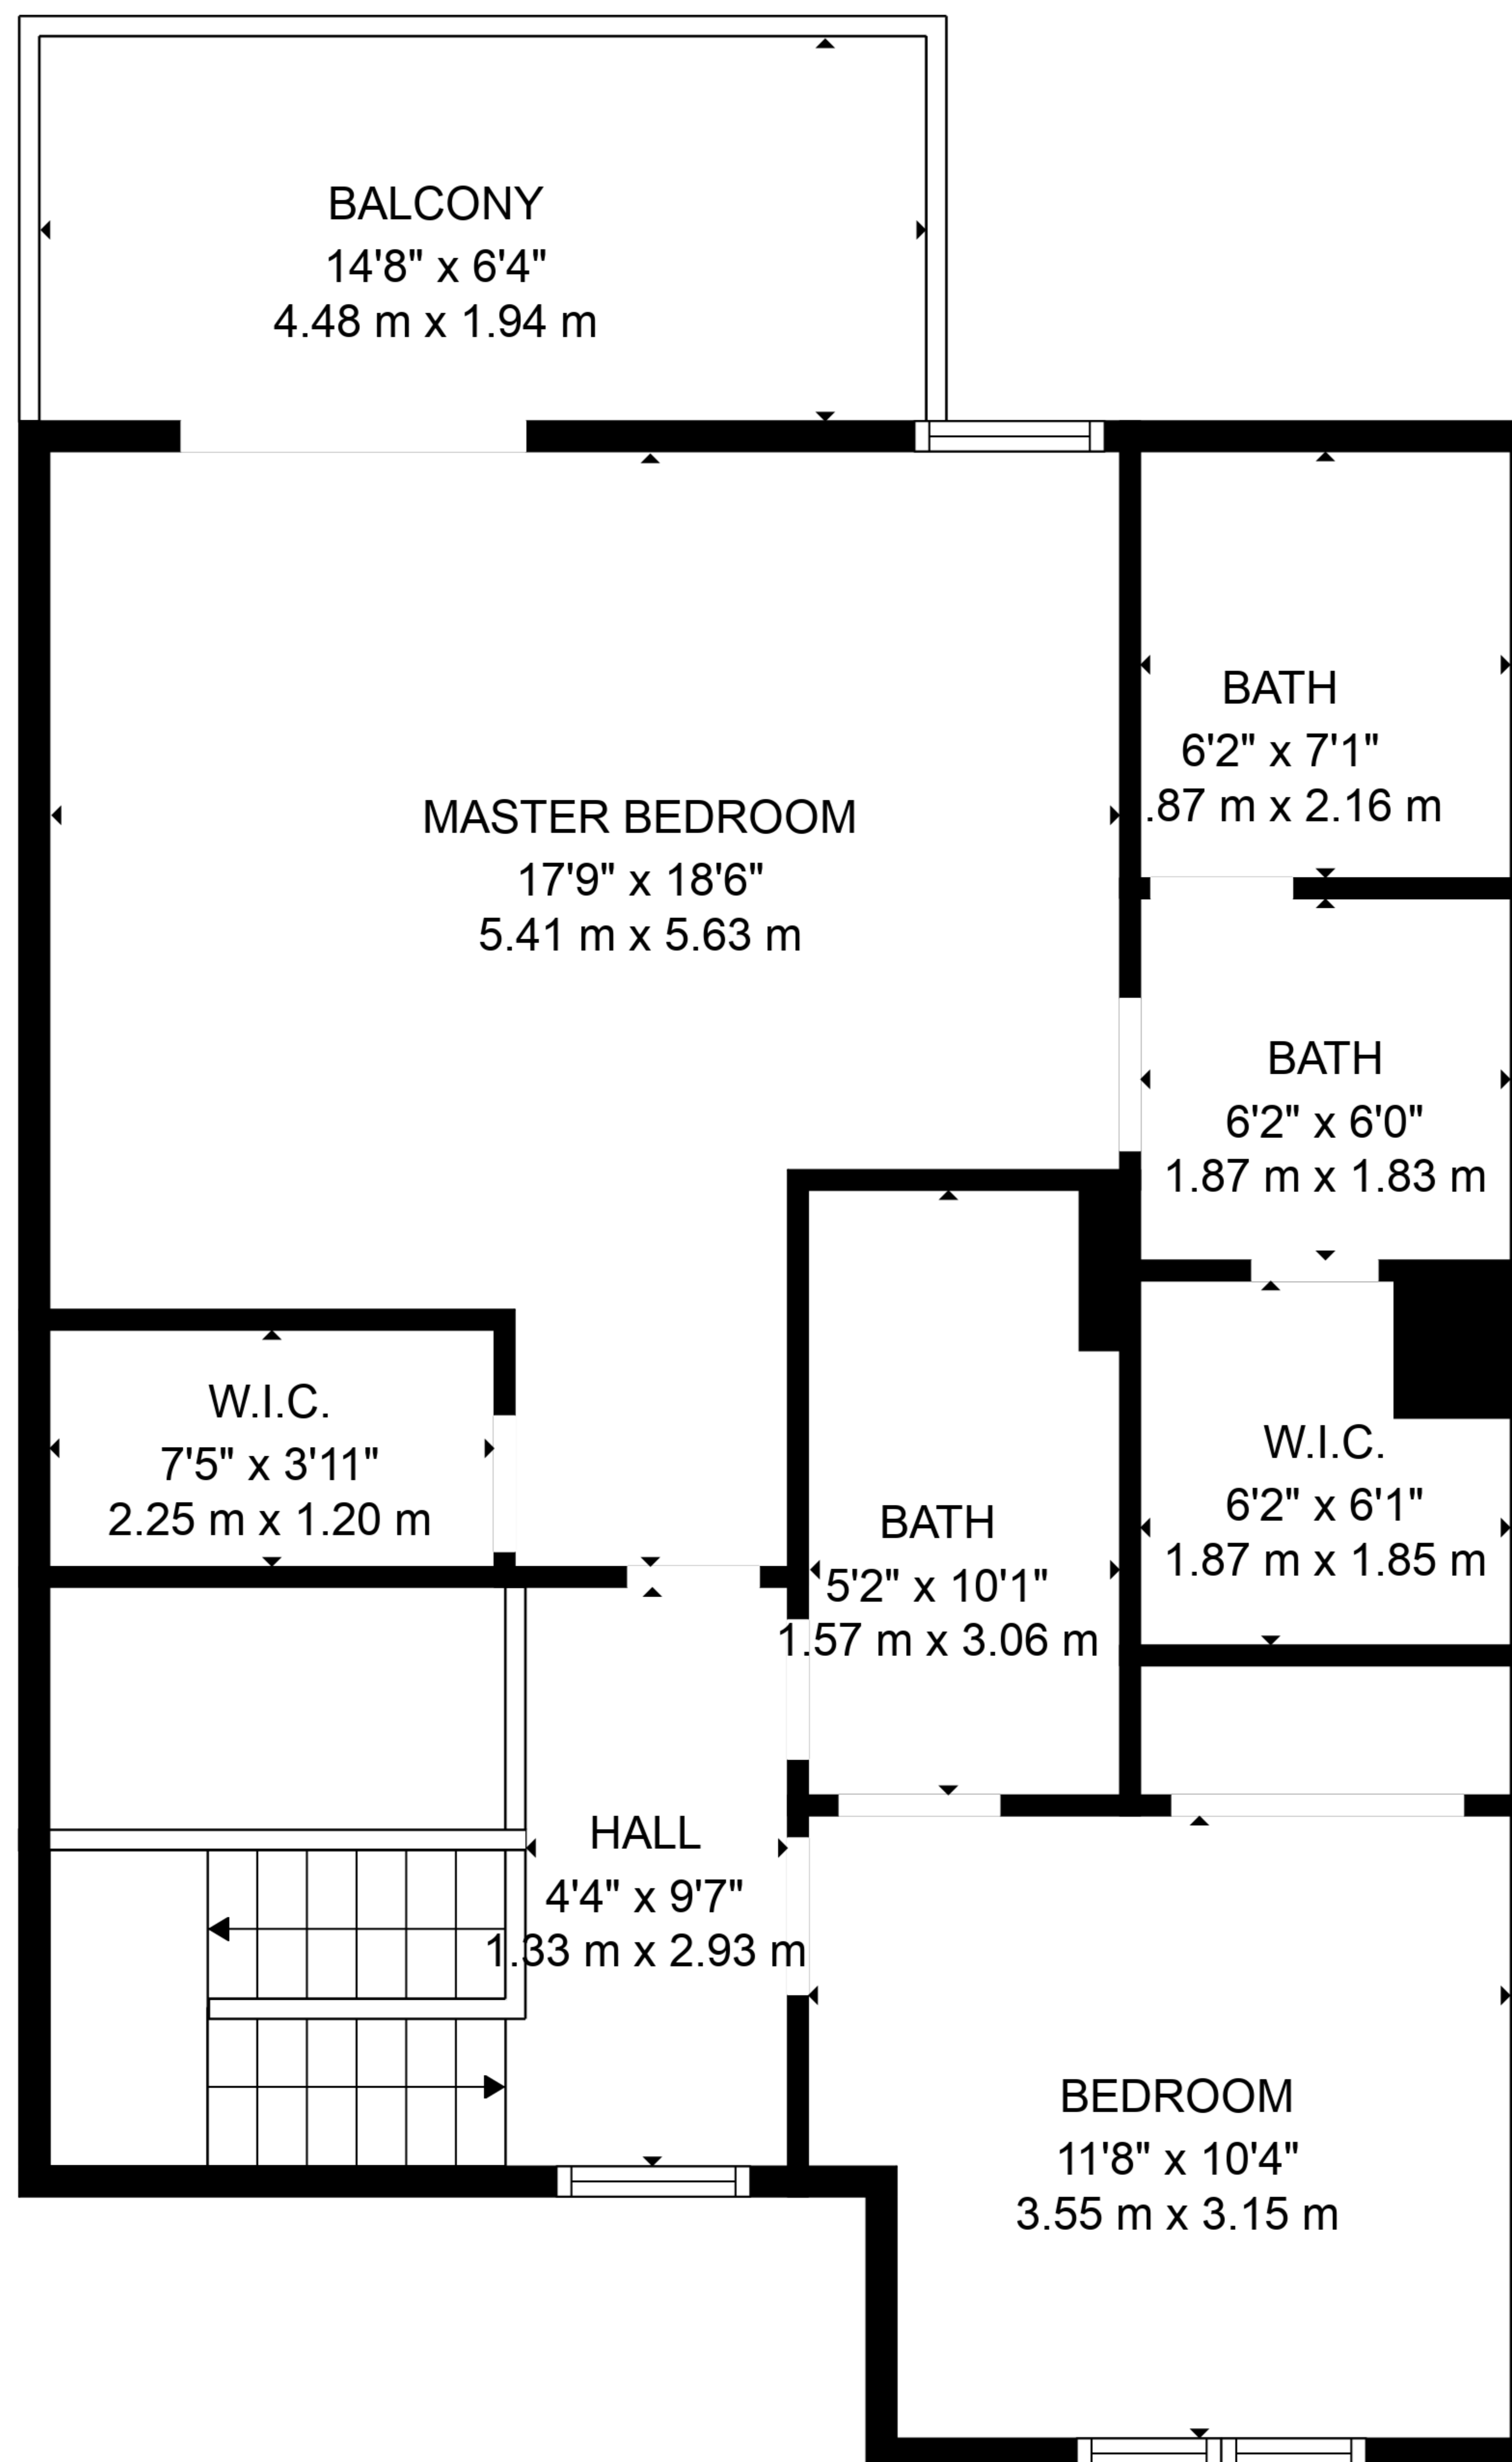 BALCONY
14'8" x 6'4"
4.48 m x 1.94 m
BATH
6'2" x 7'1"
.87 m x 2.16 m
MASTER BEDROOM
17'9" x 18'6"
5.41 m x 5.63 m
BATH
6'2" x 6'0"
1.87 m x 1.83 m
W.I.C.
7'5" x 3'11"
2.25 m x 1.20 m
W.I.C.
6'2" x 6'1"
1.87 m x 1.85 m
BATH
5'2" x 10'1"
1.57 m x 3.06 m
HALL
4'4" x 9'7"
1.33 m x 2.93 m
BEDROOM
11'8" x 10'4"
3.55 m x 3.15 m